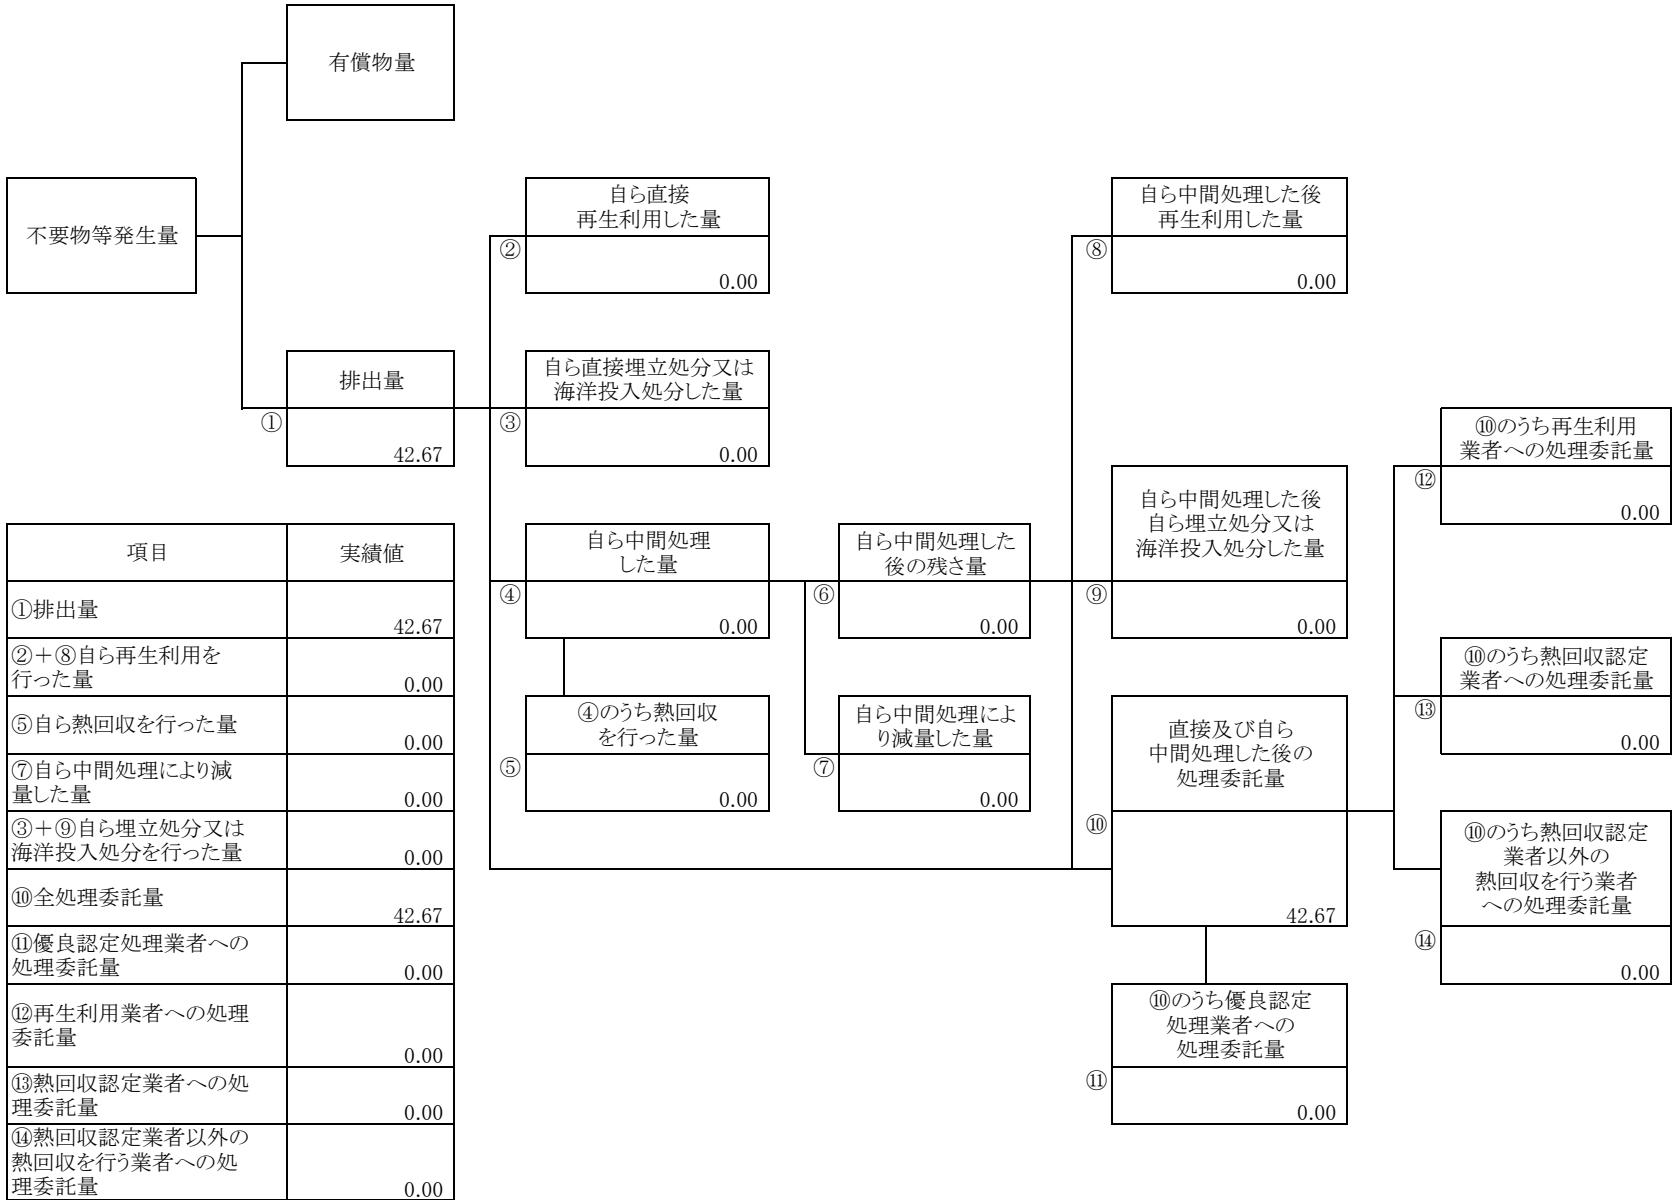 有償物量
不要物等発生量
自ら直接
再生利用した量
②
0.00
自ら中間処理した後
再生利用した量
⑧
0.00
排出量
①
42.67
自ら直接埋立処分又は
海洋投入処分した量
③
0.00
⑩のうち再生利用
業者への処理委託量
⑫
0.00
自ら中間処理
した量
④
0.00
自ら中間処理した
後の残さ量
⑥
0.00
自ら中間処理した後
自ら埋立処分又は
海洋投入処分した量
⑨
0.00
⑩のうち熱回収認定
業者への処理委託量
⑬
0.00
④のうち熱回収
を行った量
⑤
0.00
自ら中間処理によ
り減量した量
⑦
0.00
直接及び自ら
中間処理した後の
処理委託量
⑩
42.67
⑩のうち熱回収認定
業者以外の
熱回収を行う業者
への処理委託量
⑭
0.00
⑩のうち優良認定
処理業者への
処理委託量
⑪
0.00
項目 実績値
①排出量
42.67
②＋⑧自ら再生利用を
行った量
0.00
⑤自ら熱回収を行った量
0.00
⑦自ら中間処理により減
量した量
0.00
③＋⑨自ら埋立処分又は
海洋投入処分を行った量
0.00
⑩全処理委託量
42.67
⑪優良認定処理業者への
処理委託量
0.00
⑫再生利用業者への処理
委託量
0.00
⑬熱回収認定業者への処
理委託量
0.00
⑭熱回収認定業者以外の
熱回収を行う業者への処
理委託量
0.00